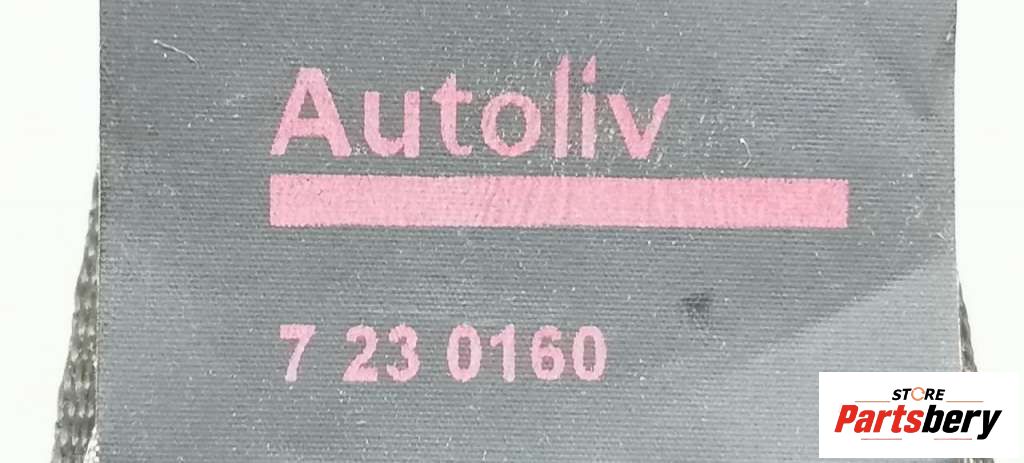 Autoliv
7 23 0160
STORE
Partsbery